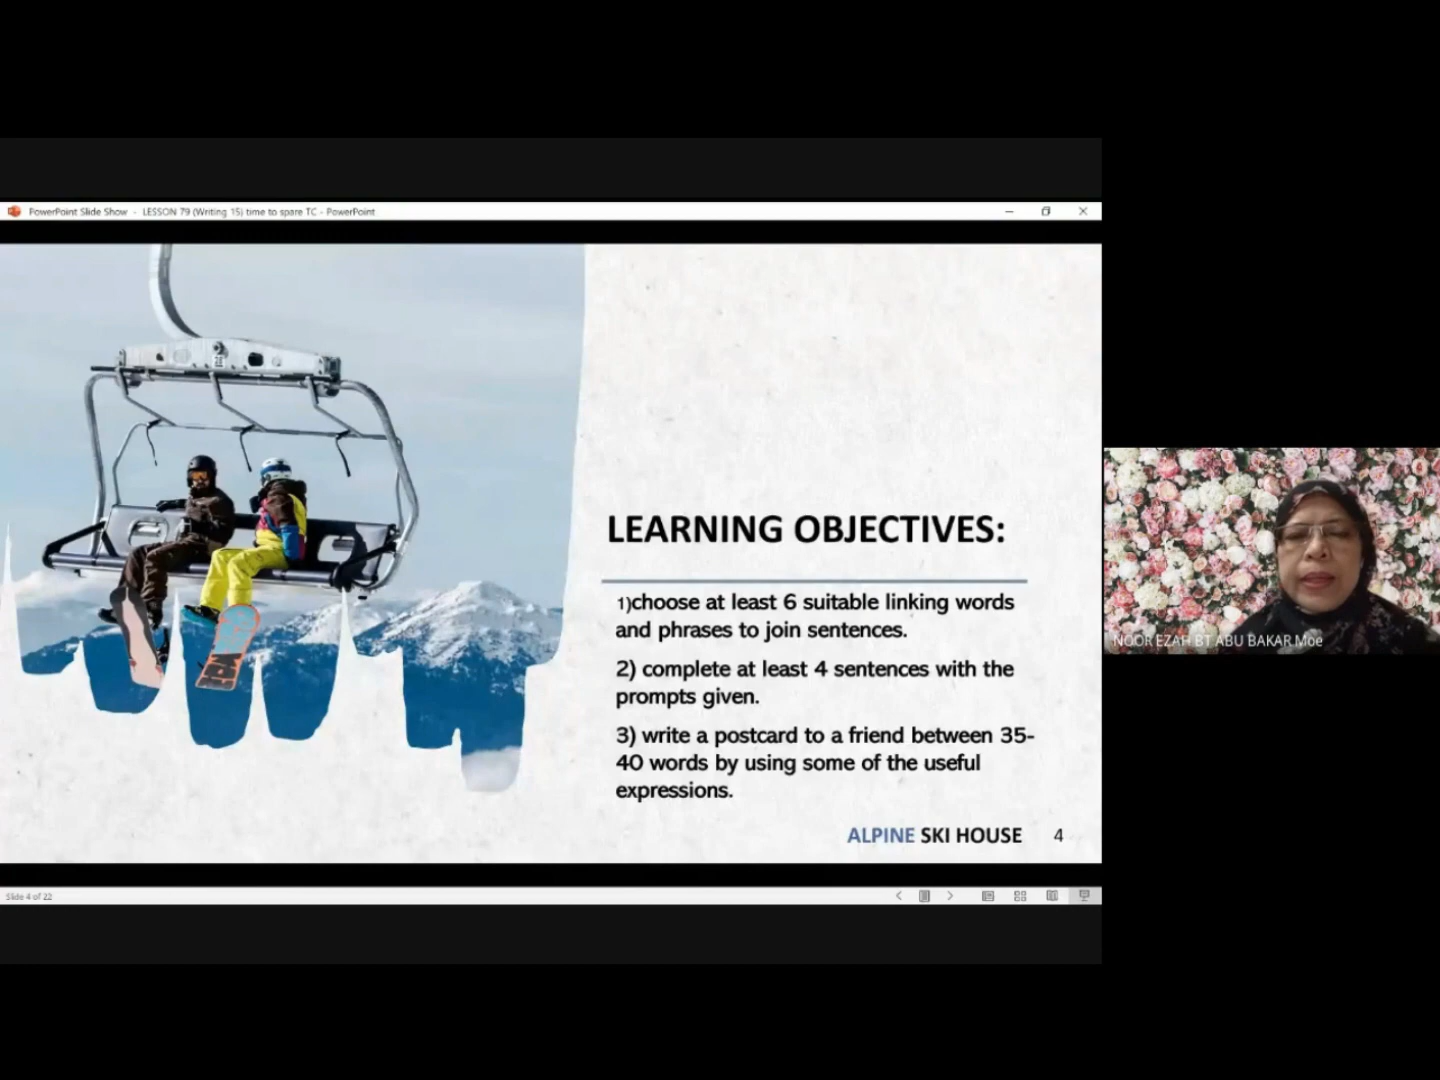 PowerPoint Slide Show - LESSON 79 (Writing 15) time to spare TC - PowerPoint
LEARNING OBJECTIVES:
1)choose at least 6 suitable linking words
and phrases to join sentences.
2) complete at least 4 sentences with the
prompts given.
3) write a postcard to a friend between 35-
40 words by using some of the useful
expressions.
ALPINE SKI HOUSE 4
NOOR EZAH BT ABU BAKAR Moe
Slide 4 of 22